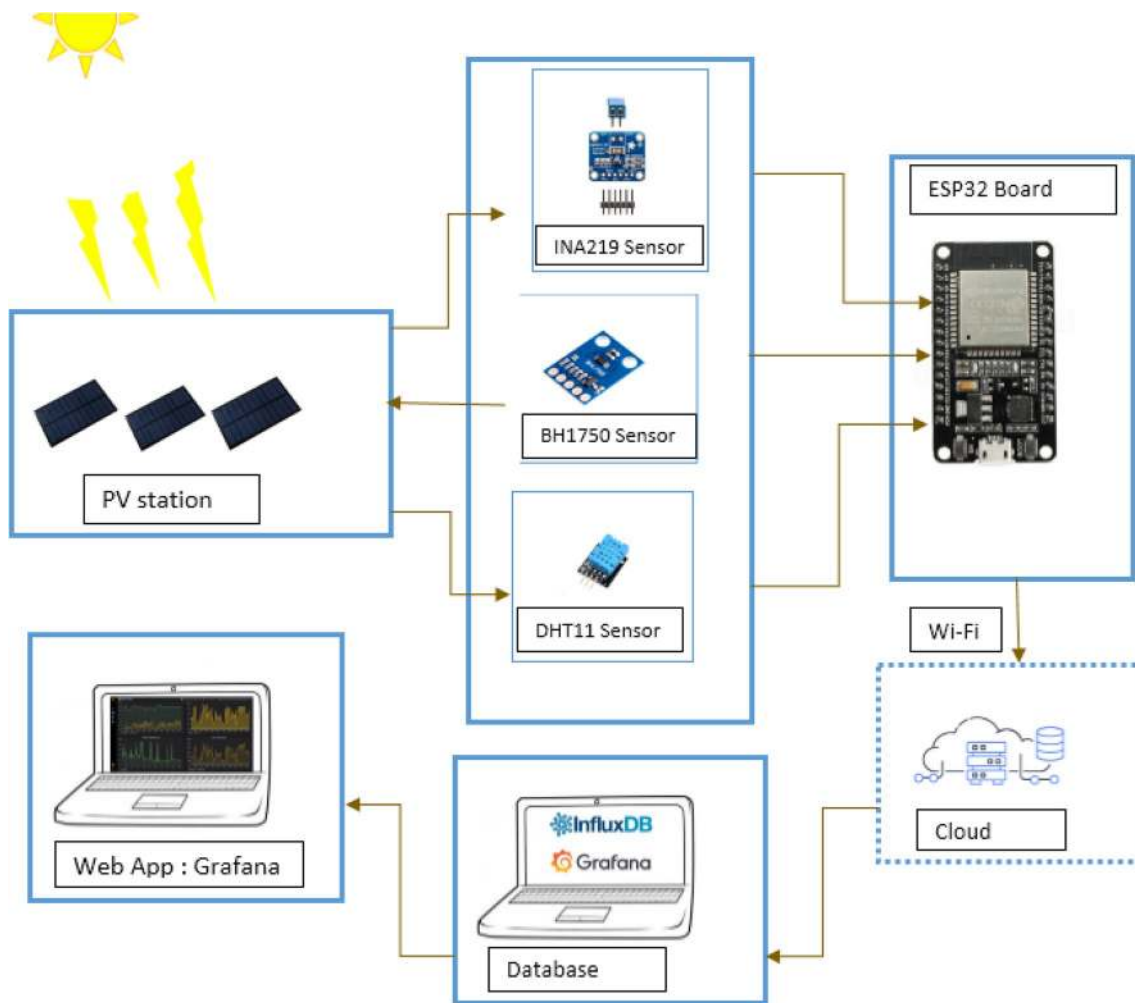 INA219 Sensor
ESP32 Board
BH1750 Sensor
PV station
DHT11 Sensor
Wi-Fi
Cloud
Web App : Grafana
InfluxDB
Grafana
Database